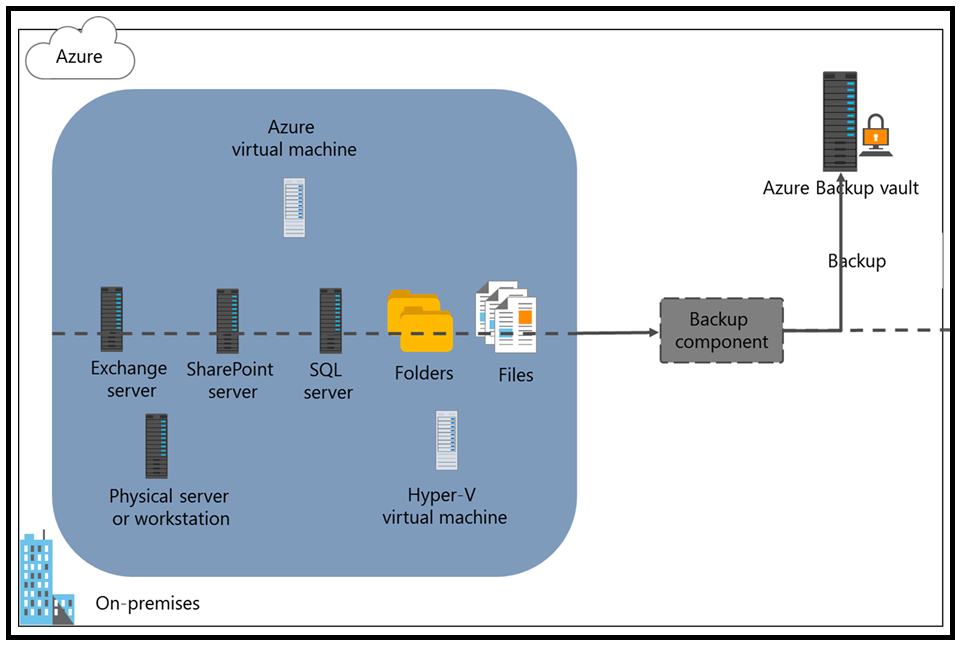 Azure
Azure
virtual machine
Azure Backup vault
Backup
Backup
component
Exchange
server
SharePoint
server
SQL
server
Folders
Files
Physical server
or workstation
Hyper-V
virtual machine
On-premises